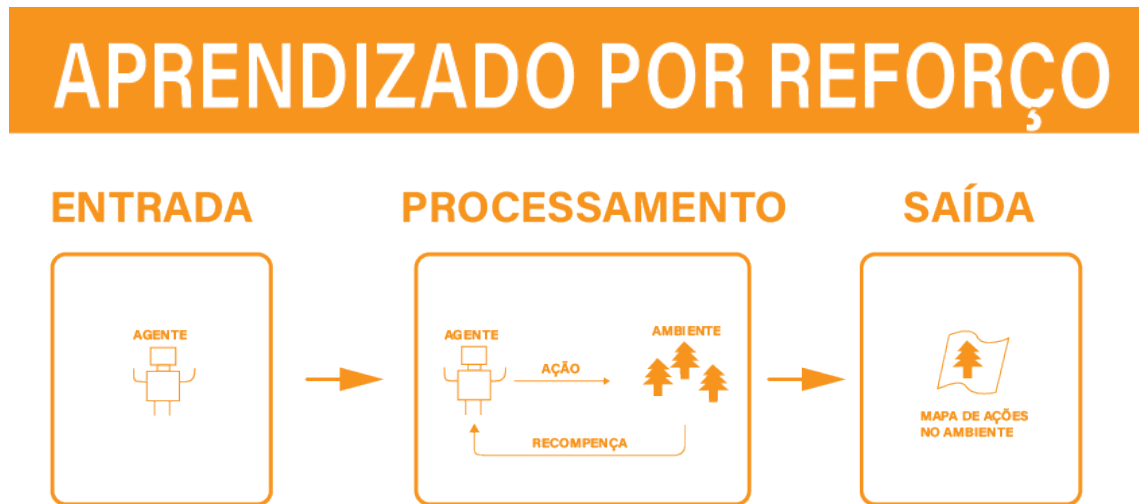 APRENDIZADO POR REFORÇO
ENTRADA
PROCESSAMENTO
SAÍDA
AGENTE
AGENTE
AÇÃO
AMBIENTE
RECOMPENÇA
MAPA DE AÇÕES
NO AMBIENTE